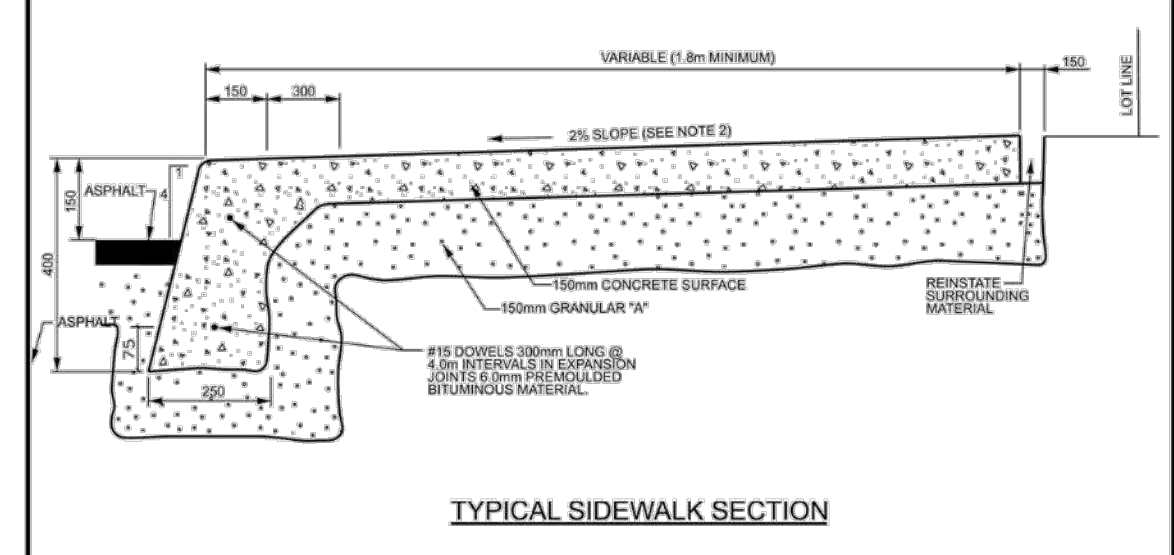 VARIABLE (1.8m MINIMUM)
150
LOT LINE
150
300
2% SLOPE (SEE NOTE 2)
1
4
ASPHALT
150
400
ASPHALT
75
250
150mm CONCRETE SURFACE
150mm GRANULAR "A"
REINSTATE
SURROUNDING
MATERIAL
#15 DOWELS 300mm LONG @
4.0m INTERVALS IN EXPANSION
JOINTS 6.0mm PREMOULDED
BITUMINOUS MATERIAL.
TYPICAL SIDEWALK SECTION